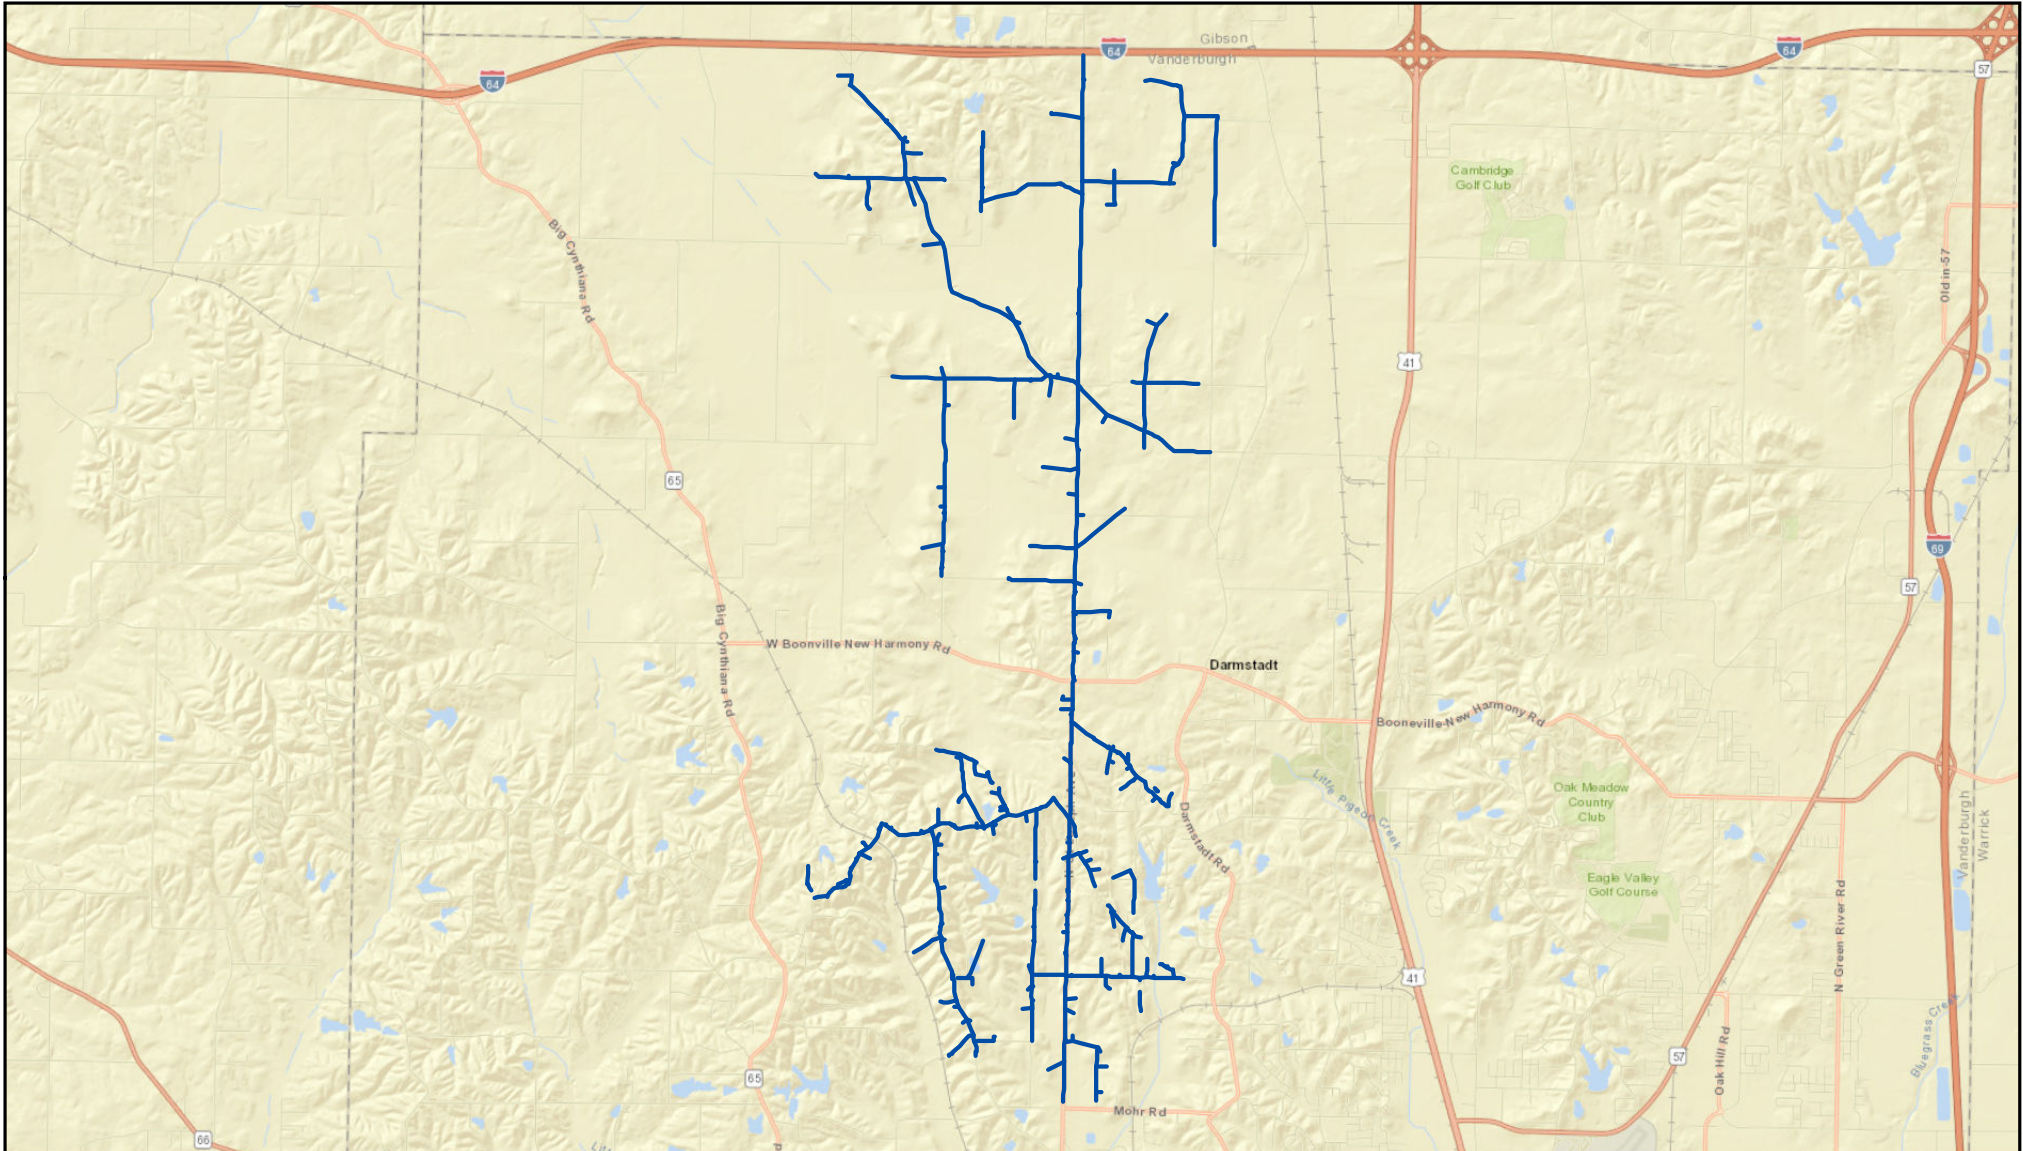 Gibson
64
64
Vanderburgh
57
64
Cambridge
Golf Club
Big Cynthiana Rd
Old in-57
41
65
69
57
Big Cynthiana Rd
W Boonville New Harmony Rd
Darmstadt
Booneville-New Harmony Rd
Little Pigeon Creek
Oak Meadow
Country
Club
Darmstadt Rd
Vanderburgh
Warrick
Eagle Valley
Golf Course
N Green River Rd
41
Bluegrass Creek
Oak Hill Rd
57
65
Mohr Rd
66